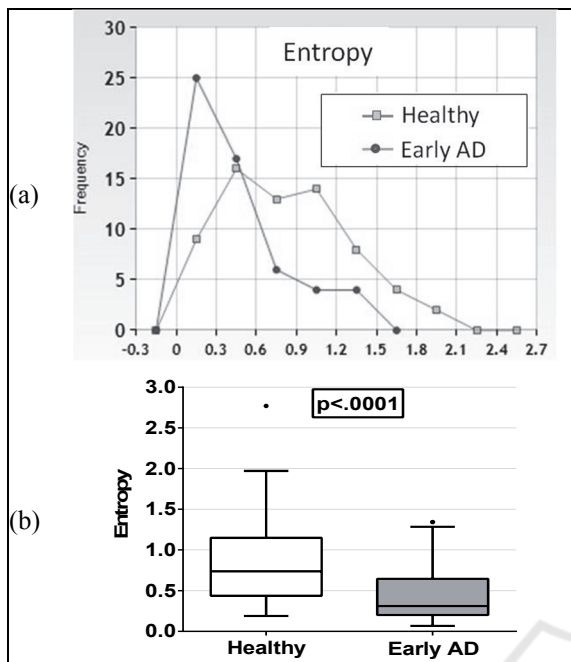 (a)
Entropy
Healthy
Early AD
Frequency
30
25
20
15
10
5
0
-0.3 0 0.3 0.6 0.9 1.2 1.5 1.8 2.1 2.4 2.7
(b)
p<.0001
Entropy
3.0
2.5
2.0
1.5
1.0
0.5
0.0
Healthy Early AD